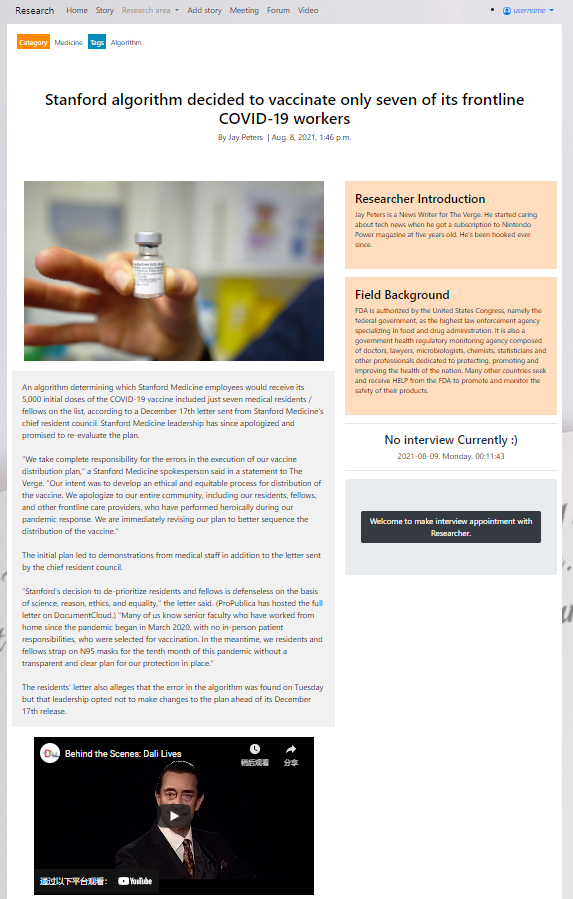 Research Home Story Research area Add story Meeting Forum Video username
Category Medicine Tags Algorithm
Stanford algorithm decided to vaccinate only seven of its frontline
COVID-19 workers
By Jay Peters | Aug. 8, 2021, 1:46 p.m.
An algorithm determining which Stanford Medicine employees would receive its
5,000 initial doses of the COVID-19 vaccine included just seven medical residents /
fellows on the list, according to a December 17th letter sent from Stanford Medicine's
chief resident council. Stanford Medicine leadership has since apologized and
promised to re-evaluate the plan.
"We take complete responsibility for the errors in the execution of our vaccine
distribution plan," a Stanford Medicine spokesperson said in a statement to The
Verge. "Our intent was to develop an ethical and equitable process for distribution of
the vaccine. We apologize to our entire community, including our residents, fellows,
and other frontline care providers, who have performed heroically during our
pandemic response. We are immediately revising our plan to better sequence the
distribution of the vaccine."
The initial plan led to demonstrations from medical staff in addition to the letter sent
by the chief resident council.
"Stanford's decision to de-prioritize residents and fellows is defenseless on the basis
of science, reason, ethics, and equality," the letter said. (ProPublica has hosted the full
letter on DocumentCloud.) "Many of us know senior faculty who have worked from
home since the pandemic began in March 2020, with no in-person patient
responsibilities, who were selected for vaccination. In the meantime, we residents and
fellows strap on N95 masks for the tenth month of this pandemic without a
transparent and clear plan for our protection in place."
The residents' letter also alleges that the error in the algorithm was found on Tuesday
but that leadership opted not to make changes to the plan ahead of its December
17th release.
Behind the Scenes: Dali Lives
稍后观看 分享
通过以下平台观看： YouTube
Researcher Introduction
Jay Peters is a News Writer for The Verge. He started caring
about tech news when he got a subscription to Nintendo
Power magazine at five years old. He's been hooked ever
since.
Field Background
FDA is authorized by the United States Congress, namely the
federal government, as the highest law enforcement agency
specializing in food and drug administration. It is also a
government health regulatory monitoring agency composed
of doctors, lawyers, microbiologists, chemists, statisticians and
other professionals dedicated to protecting, promoting and
improving the health of the nation. Many other countries seek
and receive HELP from the FDA to promote and monitor the
safety of their products.
No interview Currently :)
2021-08-09, Monday, 00:11:43
Welcome to make interview appointment with
Researcher.